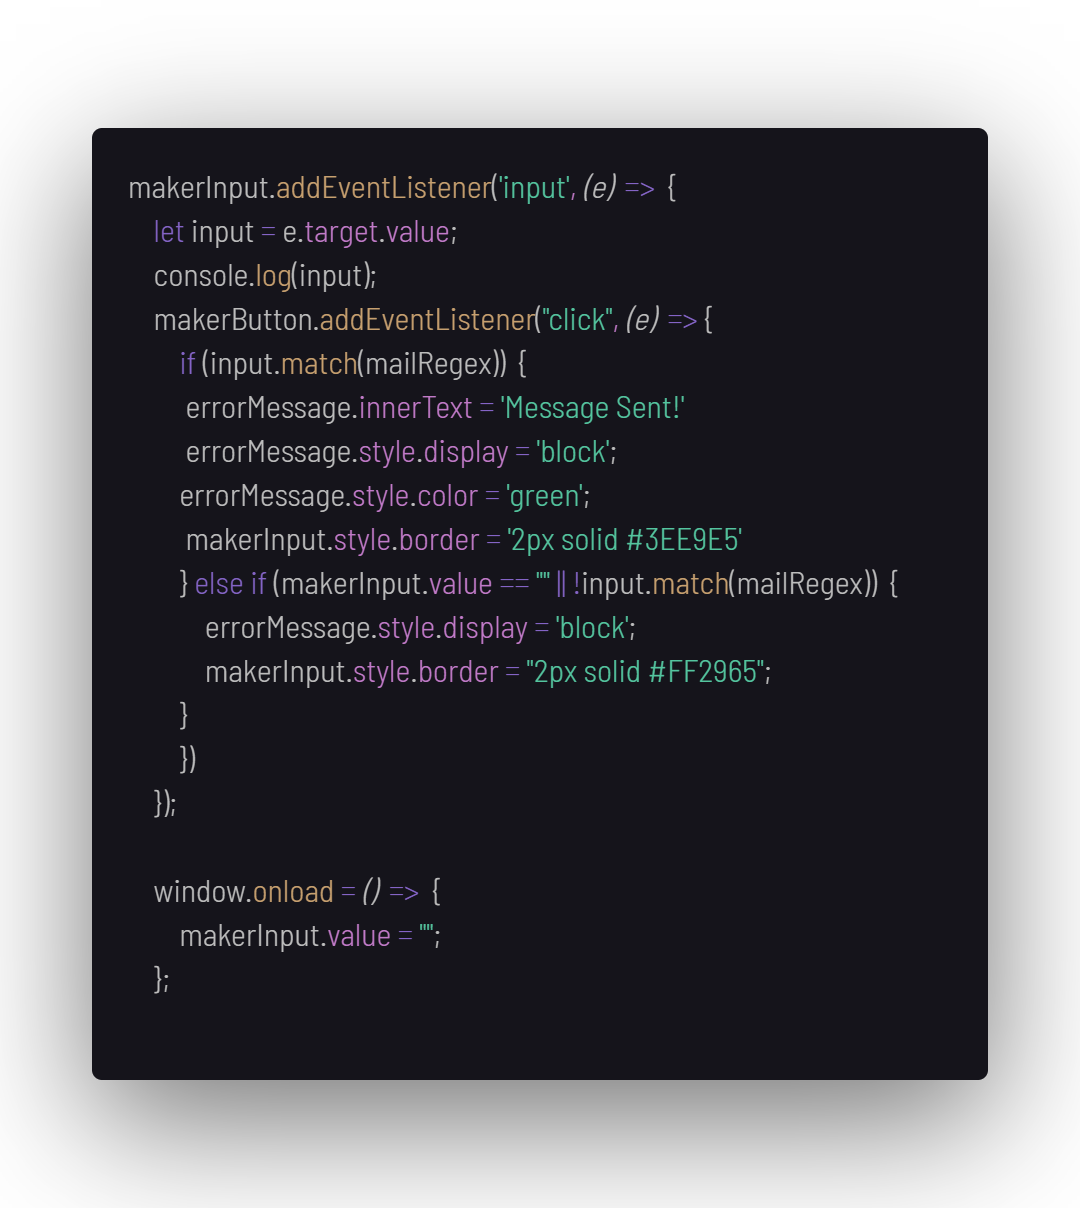 makerInput.addEventListener('input', (e) => {
    let input = e.target.value;
    console.log(input);
    makerButton.addEventListener("click", (e) => {
        if (input.match(mailRegex)) {
         errorMessage.innerText = 'Message Sent!'
         errorMessage.style.display = 'block';
        errorMessage.style.color = 'green';
         makerInput.style.border = '2px solid #3EE9E5'
        } else if (makerInput.value == "" || !input.match(mailRegex)) {
            errorMessage.style.display = 'block';
            makerInput.style.border = "2px solid #FF2965";
        }
        })
    });

    window.onload = () => {
        makerInput.value = "";
    };